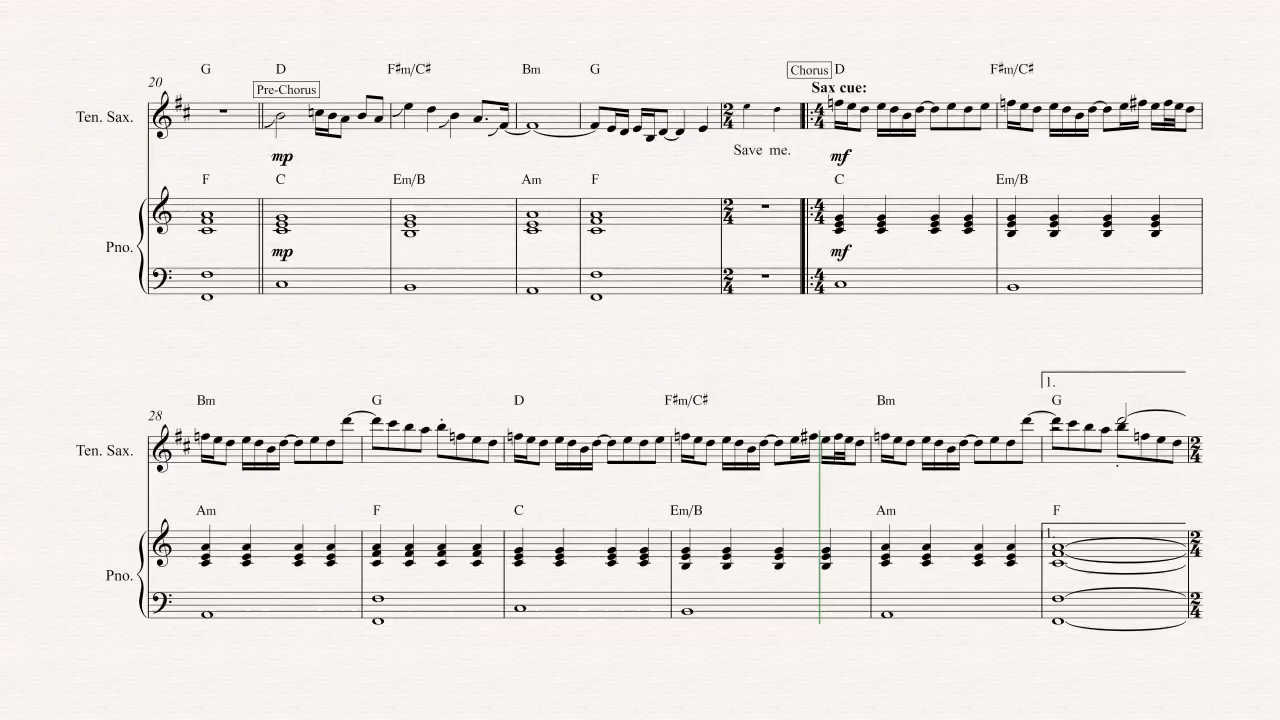 G D F♯m/C♯ Bm G Chorus D F♯m/C♯
20 Pre-Chorus Sax cue:
Ten. Sax.
Save me.
mp mf
F C Em/B Am F C Em/B
Pno.
mp mf
1.
Bm G D F♯m/C♯ Bm G
28
Ten. Sax.
Am F C Em/B Am F
1.
Pno.